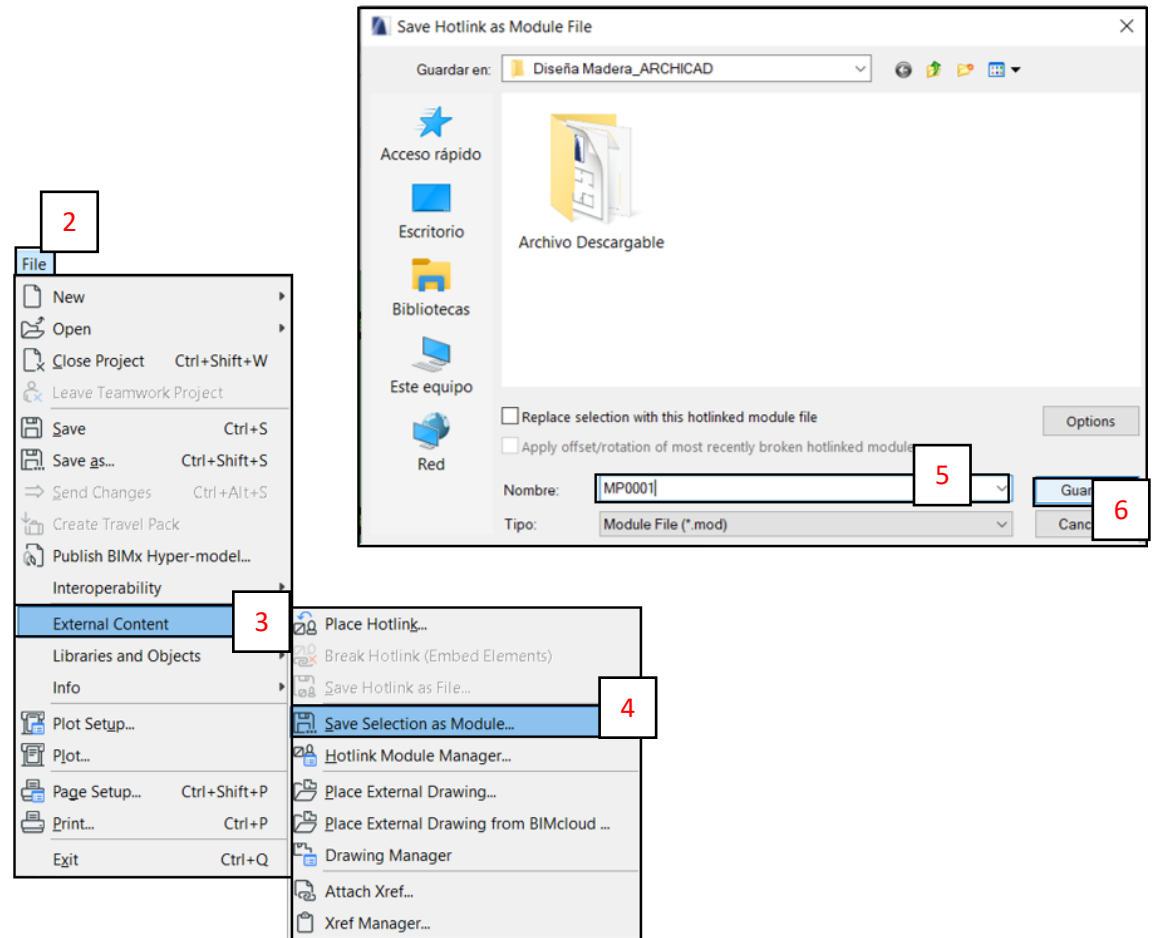 Save Hotlink as Module File
Guardar en:
Diseña Madera_ARCHICAD
Acceso rápido
Escritorio
Bibliotecas
Este equipo
Red
Archivo Descargable
Replace selection with this hotlinked module file
Options
Apply offset/rotation of most recently broken hotlinked module
Nombre:
MP0001
5
Guar
6
Tipo:
Module File (*.mod)
Canc
2
File
New
Open
Close Project Ctrl+Shift+W
Leave Teamwork Project
Save Ctrl+S
Save as... Ctrl+Shift+S
Send Changes Ctrl+Alt+S
Create Travel Pack
Publish BIMx Hyper-model...
Interoperability
External Content
3
Libraries and Objects
Info
Plot Setup...
Plot...
Page Setup... Ctrl+Shift+P
Print... Ctrl+P
Exit Ctrl+Q
Place Hotlink...
Break Hotlink (Embed Elements)
Save Hotlink as File...
Save Selection as Module...
4
Hotlink Module Manager...
Place External Drawing...
Place External Drawing from BIMcloud ...
Drawing Manager
Attach Xref...
Xref Manager...